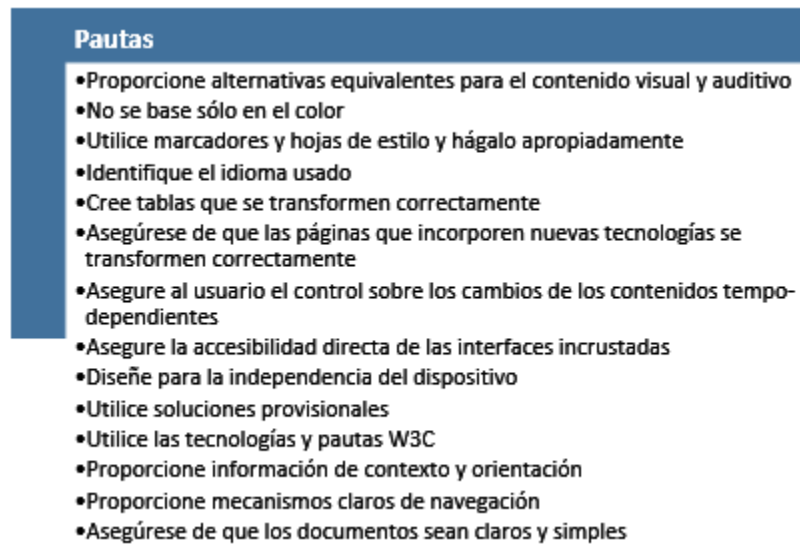 Pautas
•Proporcione alternativas equivalentes para el contenido visual y auditivo
•No se base sólo en el color
•Utilice marcadores y hojas de estilo y hágalo apropiadamente
•Identifique el idioma usado
•Cree tablas que se transformen correctamente
•Asegúrese de que las páginas que incorporen nuevas tecnologías se
transformen correctamente
•Asegure al usuario el control sobre los cambios de los contenidos tempo-
dependientes
•Asegure la accesibilidad directa de las interfaces incrustadas
•Diseñe para la independencia del dispositivo
•Utilice soluciones provisionales
•Utilice las tecnologías y pautas W3C
•Proporcione información de contexto y orientación
•Proporcione mecanismos claros de navegación
•Asegúrese de que los documentos sean claros y simples